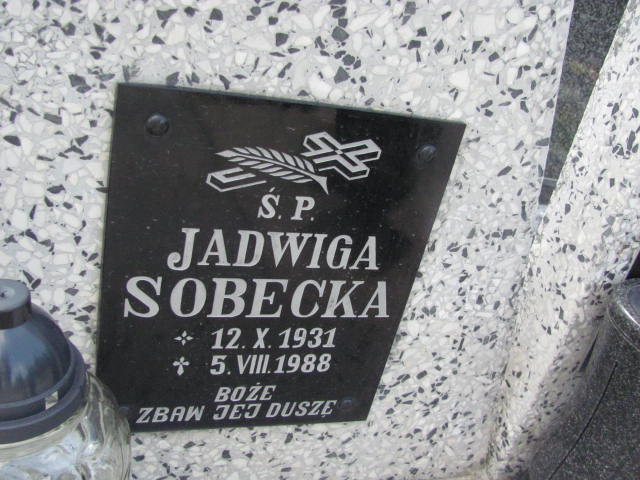 Ś. P.
JADWIGA
SOBECKA
12. X. 1931
5. VIII. 1988
BOŻE
ZBAW JEJ DUSZĘ